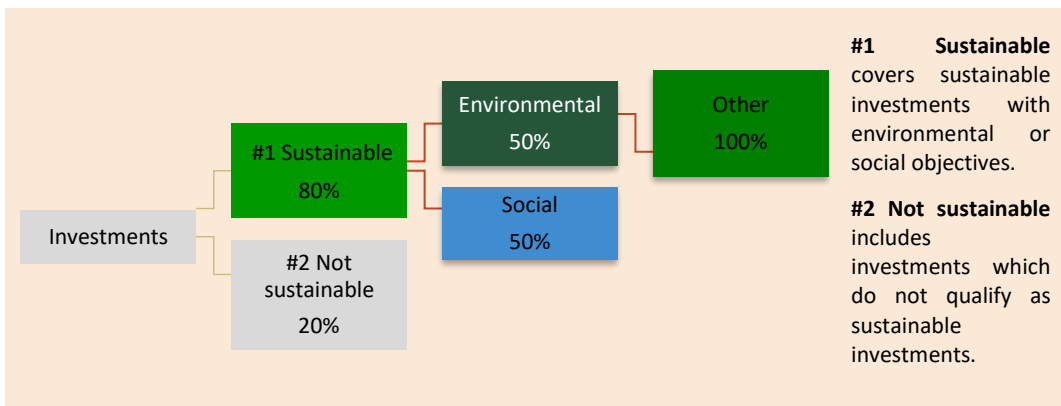 Investments
#1 Sustainable
80%
#2 Not
sustainable
20%
Environmental
50%
Social
50%
Other
100%
#1 Sustainable
covers sustainable
investments with
environmental or
social objectives.
#2 Not sustainable
includes
investments which
do not qualify as
sustainable
investments.